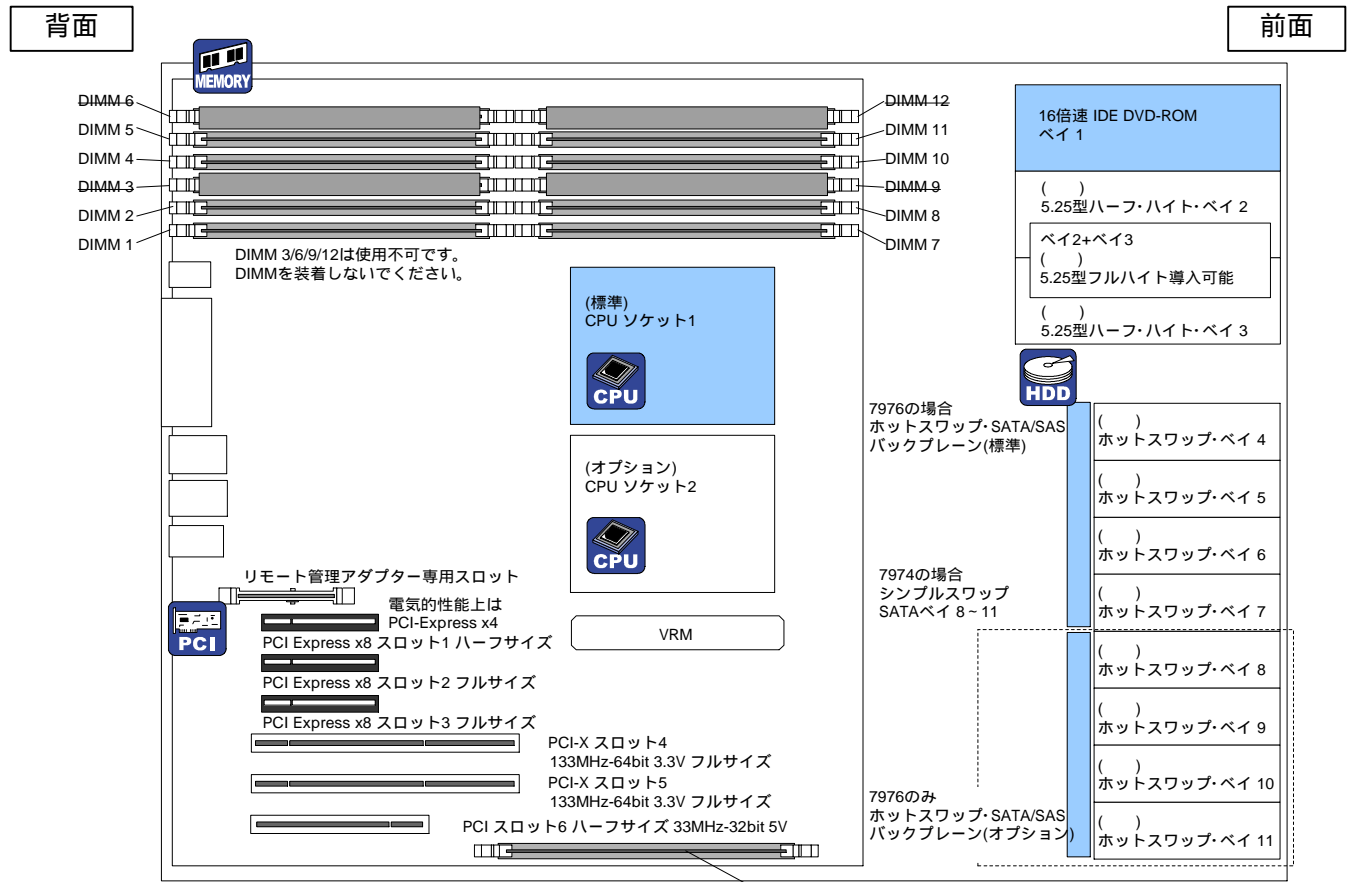 背面
前面
MEMORY
DIMM 6
DIMM 5
DIMM 4
DIMM 3
DIMM 2
DIMM 1
DIMM 12
DIMM 11
DIMM 10
DIMM 9
DIMM 8
DIMM 7
DIMM 3/6/9/12は使用不可です。
DIMMを装着しないでください。
(標準)
CPU ソケット1
CPU
(オプション)
CPU ソケット2
CPU
VRM
リモート管理アダプター専用スロット
電気的性能上は
PCI-Express x4
PCI
PCI Express x8 スロット1 ハーフサイズ
PCI Express x8 スロット2 フルサイズ
PCI Express x8 スロット3 フルサイズ
PCI-X スロット4
133MHz-64bit 3.3V フルサイズ
PCI-X スロット5
133MHz-64bit 3.3V フルサイズ
PCI スロット6 ハーフサイズ 33MHz-32bit 5V
16倍速 IDE DVD-ROM
ベイ 1
( )
5.25型ハーフ・ハイト・ベイ 2
ベイ2+ベイ3
( )
5.25型フルハイト導入可能
( )
5.25型ハーフ・ハイト・ベイ 3
HDD
7976の場合
ホットスワップ・SATA/SAS
バックプレーン(標準)
7974の場合
シンプルスワップ
SATAベイ 8~11
7976のみ
ホットスワップ・SATA/SAS
バックプレーン(オプション)
( )
ホットスワップ・ベイ 4
( )
ホットスワップ・ベイ 5
( )
ホットスワップ・ベイ 6
( )
ホットスワップ・ベイ 7
( )
ホットスワップ・ベイ 8
( )
ホットスワップ・ベイ 9
( )
ホットスワップ・ベイ 10
( )
ホットスワップ・ベイ 11